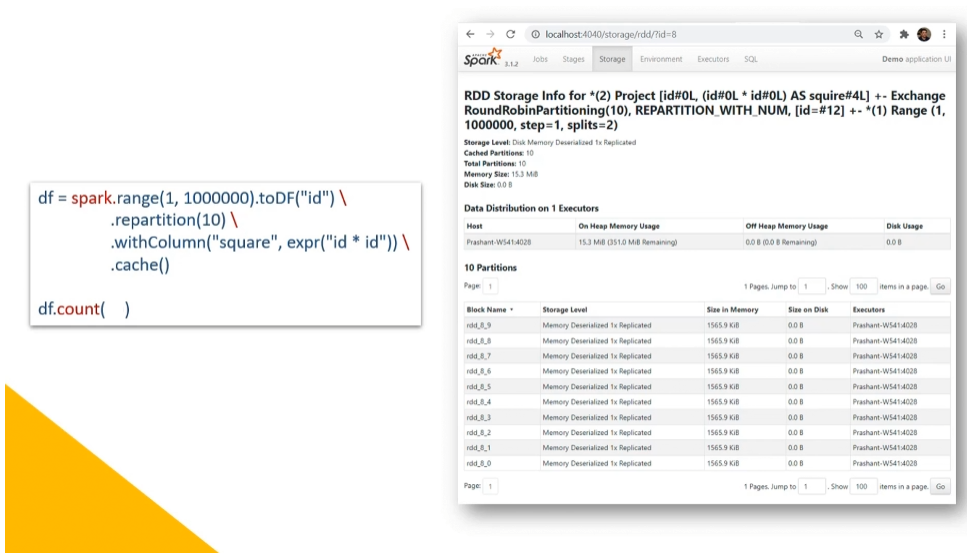 df = spark.range(1, 1000000).toDF("id") \
.repartition(10) \
.withColumn("square", expr("id * id")) \
.cache()
df.count( )
localhost:4040/storage/rdd/?id=8
APACHE Spark 3.1.2 Jobs Stages Storage Environment Executors SQL Demo application UI
RDD Storage Info for *(2) Project [id#0L, (id#0L * id#0L) AS squire#4L] +- Exchange
RoundRobinPartitioning(10), REPARTITION_WITH_NUM, [id=#12] +- *(1) Range (1,
1000000, step=1, splits=2)
Storage Level: Disk Memory Deserialized 1x Replicated
Cached Partitions: 10
Total Partitions: 10
Memory Size: 15.3 MiB
Disk Size: 0.0 B
Data Distribution on 1 Executors
Host On Heap Memory Usage Off Heap Memory Usage Disk Usage
Prashant-W541:4028 15.3 MiB (351.0 MiB Remaining) 0.0 B (0.0 B Remaining) 0.0 B
10 Partitions
Page: 1 1 Pages. Jump to 1 . Show 100 items in a page. Go
Block Name Storage Level Size in Memory Size on Disk Executors
rdd_8_9 Memory Deserialized 1x Replicated 1565.9 KiB 0.0 B Prashant-W541:4028
rdd_8_8 Memory Deserialized 1x Replicated 1565.9 KiB 0.0 B Prashant-W541:4028
rdd_8_7 Memory Deserialized 1x Replicated 1565.9 KiB 0.0 B Prashant-W541:4028
rdd_8_6 Memory Deserialized 1x Replicated 1565.9 KiB 0.0 B Prashant-W541:4028
rdd_8_5 Memory Deserialized 1x Replicated 1565.9 KiB 0.0 B Prashant-W541:4028
rdd_8_4 Memory Deserialized 1x Replicated 1565.9 KiB 0.0 B Prashant-W541:4028
rdd_8_3 Memory Deserialized 1x Replicated 1565.9 KiB 0.0 B Prashant-W541:4028
rdd_8_2 Memory Deserialized 1x Replicated 1565.9 KiB 0.0 B Prashant-W541:4028
rdd_8_1 Memory Deserialized 1x Replicated 1565.9 KiB 0.0 B Prashant-W541:4028
rdd_8_0 Memory Deserialized 1x Replicated 1565.9 KiB 0.0 B Prashant-W541:4028
Page: 1 1 Pages. Jump to 1 . Show 100 items in a page. Go